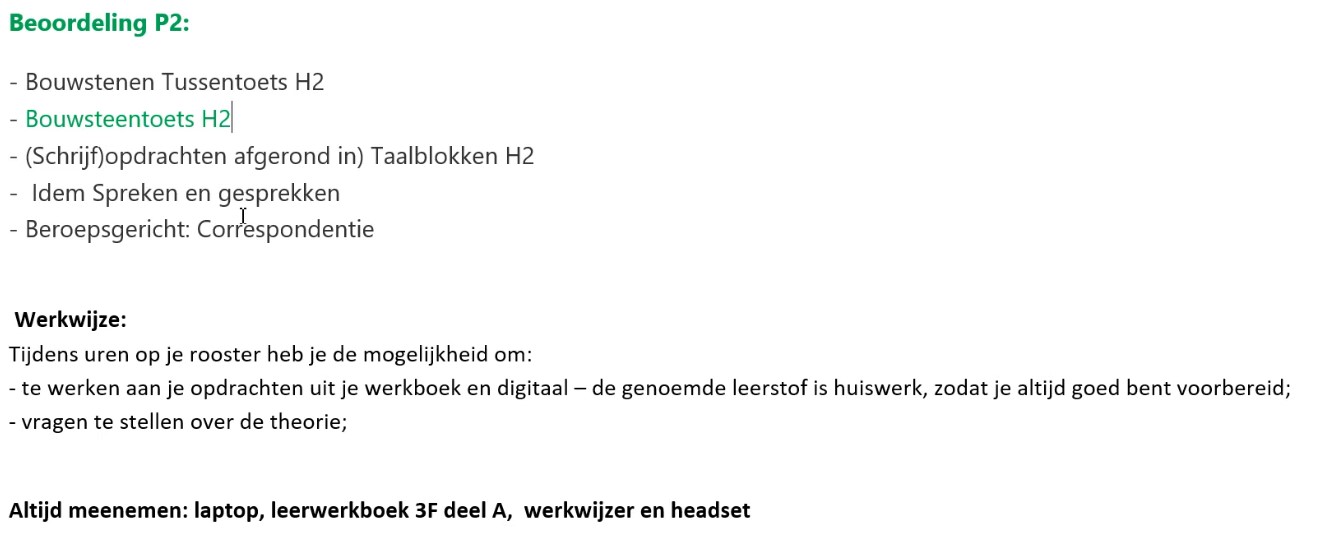 Beoordeling P2:
- Bouwstenen Tussentoets H2
- Bouwsteentoets H2
- (Schrijf)opdrachten afgerond in) Taalblokken H2
- Idem Spreken en gesprekken
- Beroepsgericht: Correspondentie
Werkwijze:
Tijdens uren op je rooster heb je de mogelijkheid om:
- te werken aan je opdrachten uit je werkboek en digitaal – de genoemde leerstof is huiswerk, zodat je altijd goed bent voorbereid;
- vragen te stellen over de theorie;
Altijd meenemen: laptop, leerwerkboek 3F deel A, werkwijzer en headset